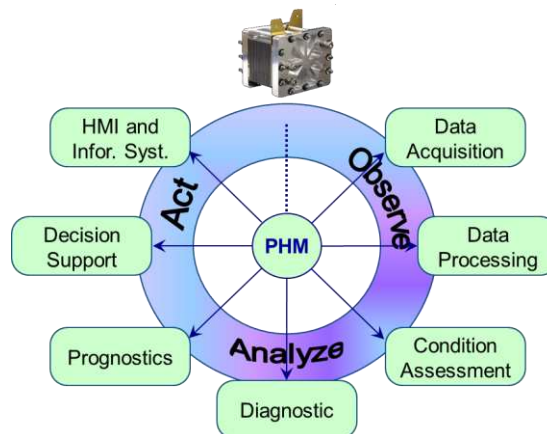 HMI and
Infor. Syst.
Data
Acquisition
Act
Observe
Decision
Support
PHM
Data
Processing
Prognostics
Analyze
Condition
Assessment
Diagnostic